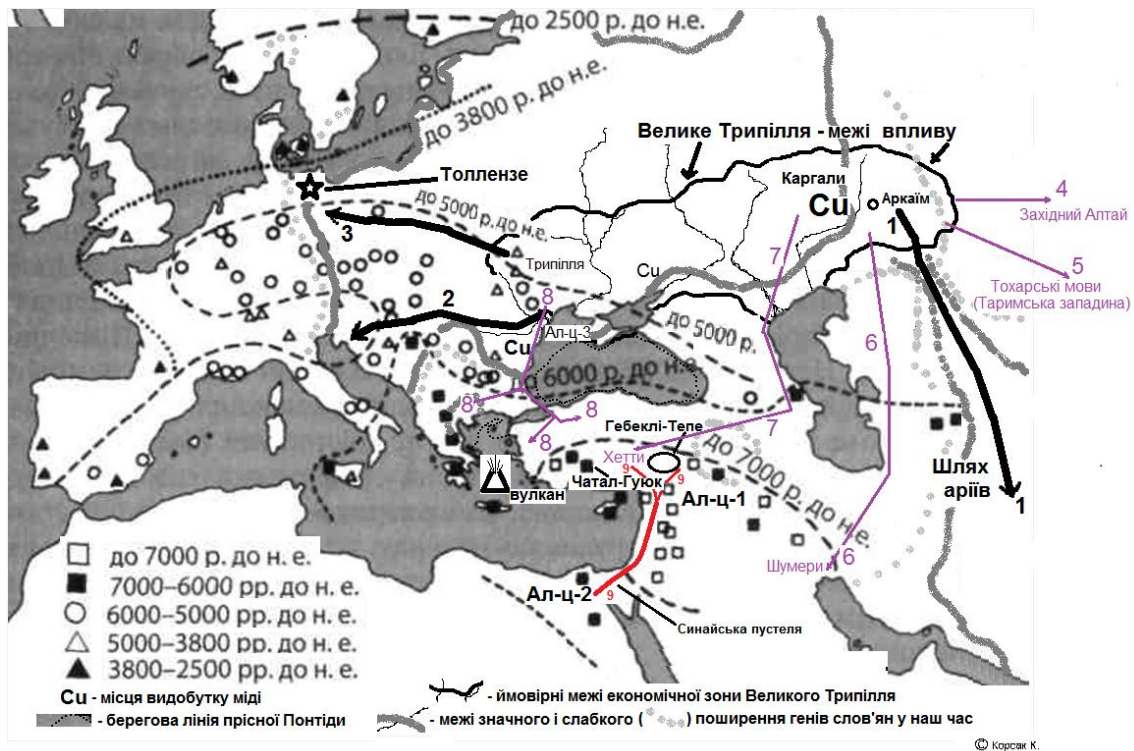 до 2500 р. до н.е.
до 3800 р. до н.е.
Велике Трипілля - межі впливу
Толлензе
Каргали
Cu
Аркаїм
1
4
Західний Алтай
до 5000 р. до н.е.
3
Трипілля
Cu
7
5
Тохарські мови
(Таримська западина)
8
2
Ал-ц-3
Cu
до 5000 р.
6
6000 р. до н.е
8
8
8
Гебеклі-Тепе
7
до 7000 р. до н.е.
Хетти
9
9
Чатал-Гуюк
вулкан
Ал-ц-1
Шлях
аріїв
1
6
Шумери
Ал-ц-2
9
Синайська пустеля
до 7000 р. до н. е.
7000–6000 рр. до н. е.
6000–5000 рр. до н. е.
5000–3800 рр. до н. е.
3800–2500 рр. до н. е.
Cu - місця видобутку міді
- берегова лінія прісної Понтіди
- ймовірні межі економічної зони Великого Трипілля
- межі значного і слабкого ( ) поширення генів слов'ян у наш час
© Корсак К.